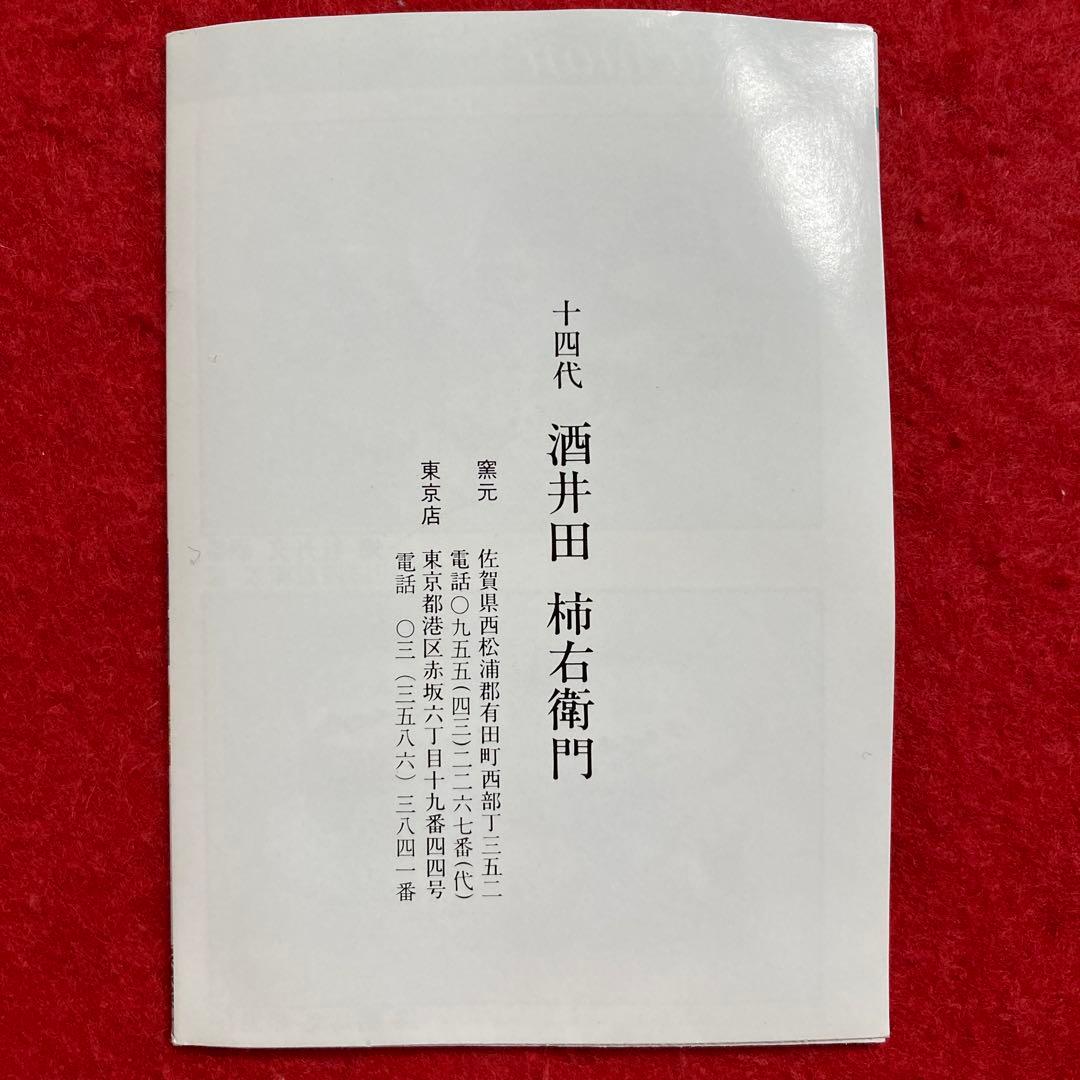 十四代 酒井田 柿右衛門
窯元 佐賀県西松浦郡有田町西部丁三五二
電話〇九五五(四三)二二六七番(代)
東京店 東京都港区赤坂六丁目十九番四四号
電話 〇三(三五八六)三八四一番